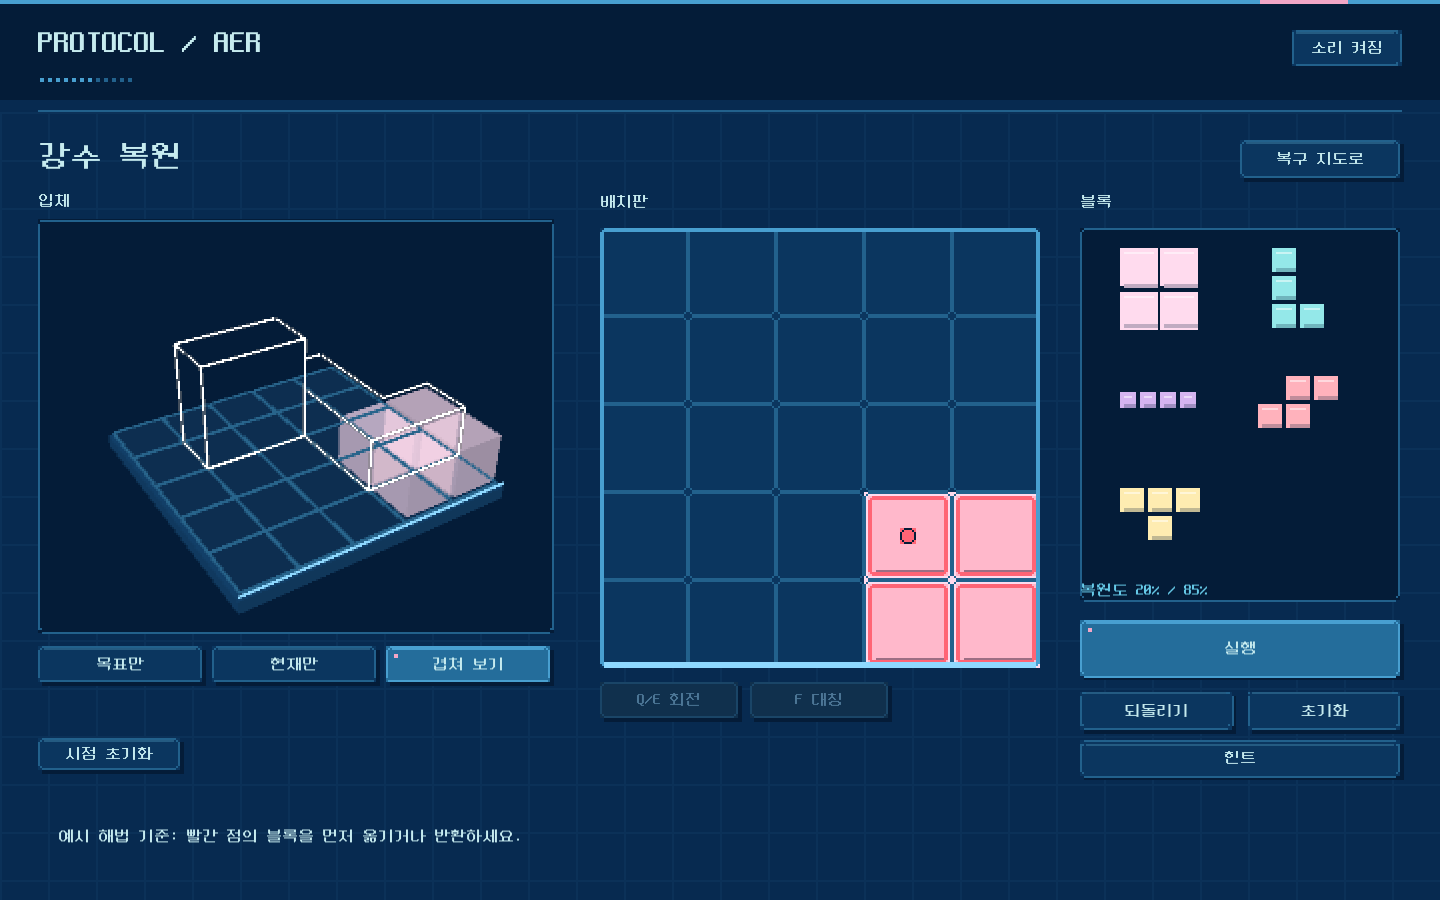 PROTOCOL / AER
소리 켜짐
강수 복원
복구 지도로
입체
배치판
블록
복원도 20% / 85%
목표만
현재만
겹쳐 보기
실행
Q/E 회전
F 대칭
되돌리기
초기화
시점 초기화
힌트
예시 해법 기준: 빨간 점의 블록을 먼저 옮기거나 반환하세요.